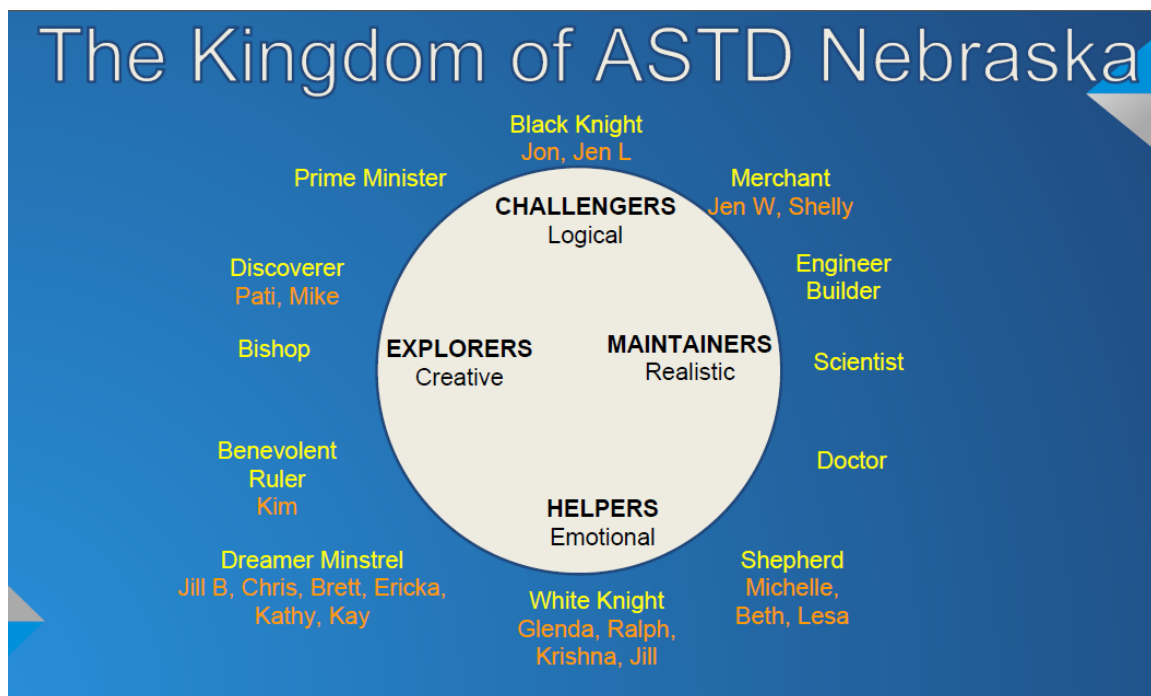 The Kingdom of ASTD Nebraska
Black Knight
Jon, Jen L
Prime Minister
Merchant
Jen W, Shelly
CHALLENGERS
Logical
Discoverer
Pati, Mike
Engineer
Builder
Bishop
EXPLORERS
Creative
MAINTAINERS
Realistic
Scientist
Benevolent
Ruler
Kim
Doctor
HELPERS
Emotional
Dreamer Minstrel
Jill B, Chris, Brett, Ericka,
Kathy, Kay
White Knight
Glenda, Ralph,
Krishna, Jill
Shepherd
Michelle,
Beth, Lesa